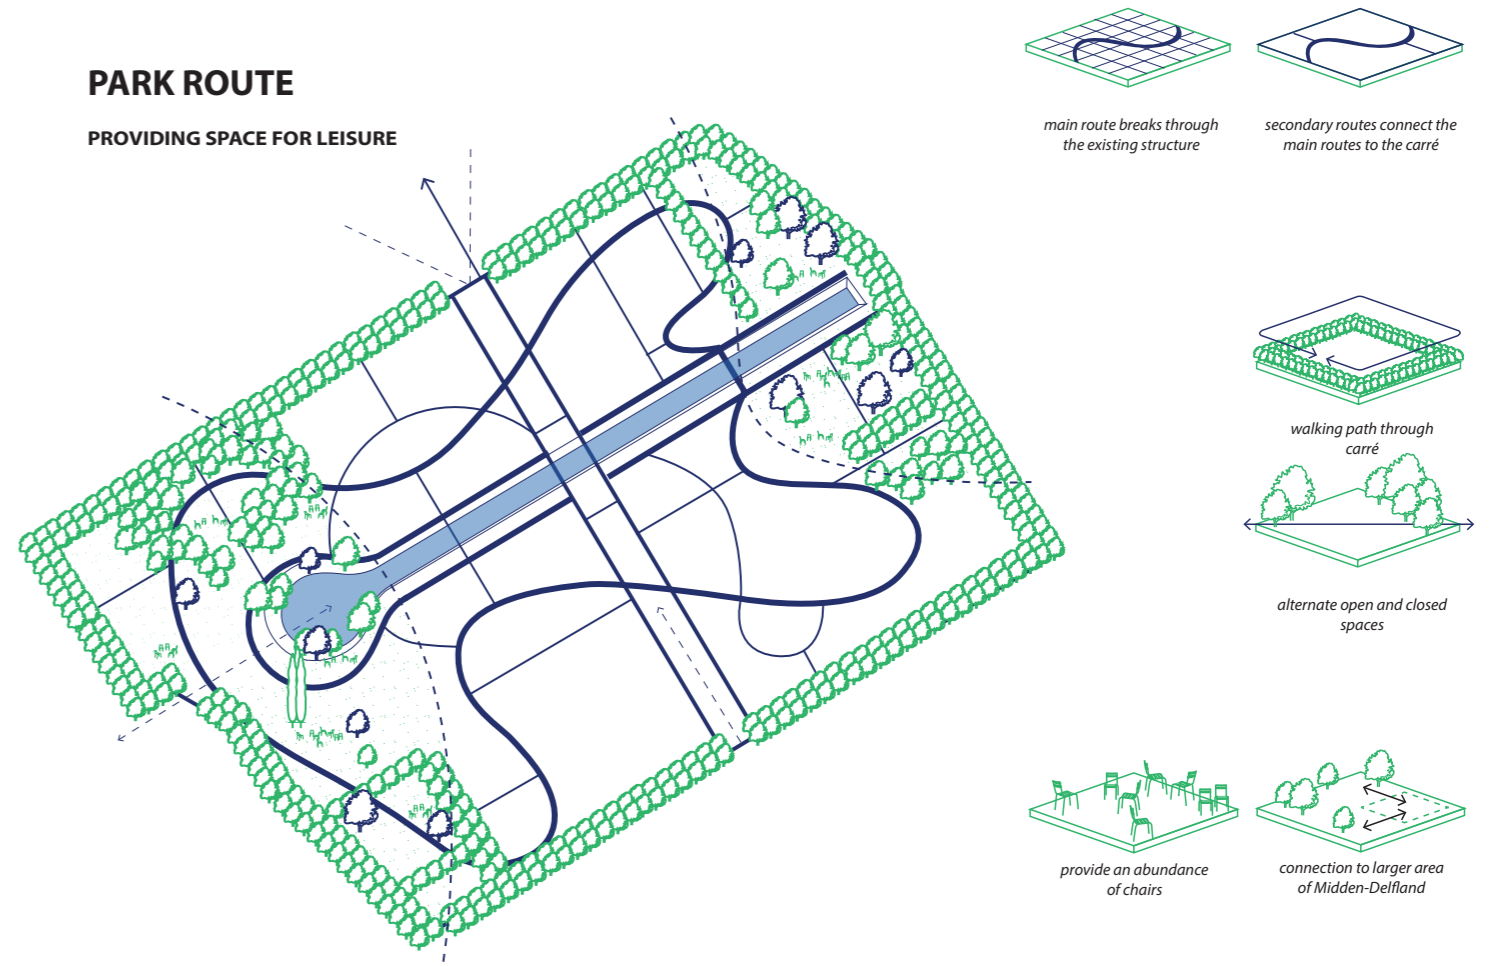 PARK ROUTE
PROVIDING SPACE FOR LEISURE
main route breaks through
the existing structure
secondary routes connect the
main routes to the carré
walking path through
carré
alternate open and closed
spaces
provide an abundance
of chairs
connection to larger area
of Midden-Delfland